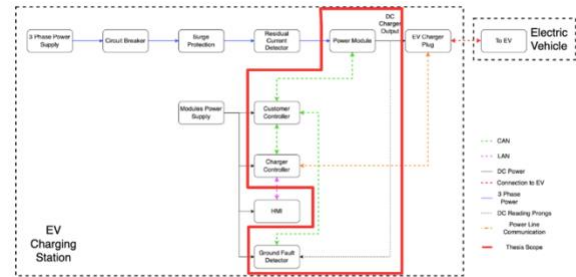 3 Phase Power
Supply
Circuit Breaker
Surge
Protection
Residual
Current
Detector
Power Module
DC
Charger
Output
EV Charger
Plug
To EV
Electric
Vehicle
Modules Power
Supply
Customer
Controller
Charger
Controller
HMI
Ground Fault
Detector
EV
Charging
Station
CAN
LAN
DC Power
Connection to EV
3 Phase
Power
DC Reading Prongs
Power Line
Communication
Thesis Scope